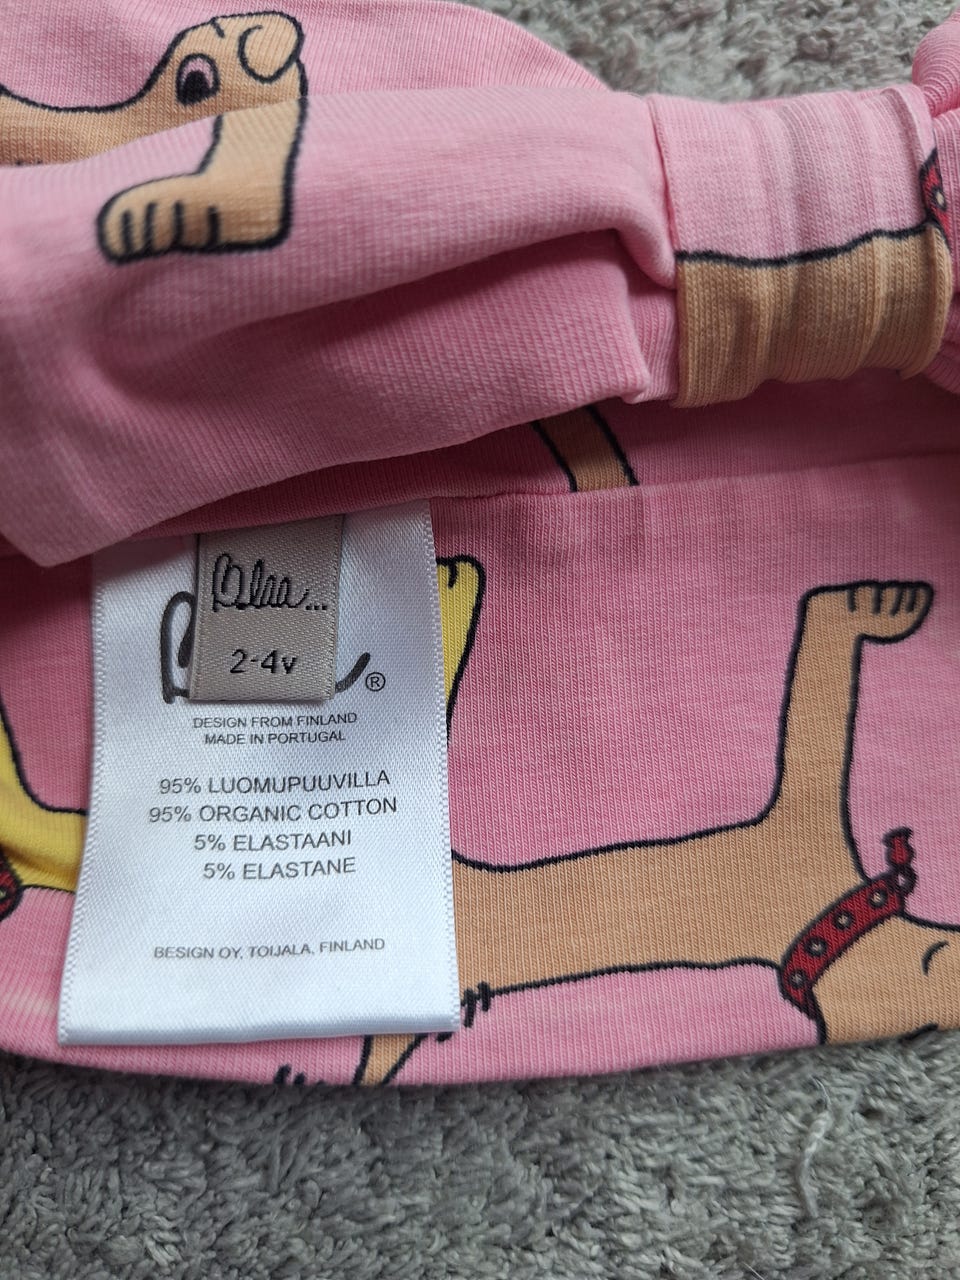 Blaa...
2-4v
®
DESIGN FROM FINLAND
MADE IN PORTUGAL
95% LUOMUPUUVILLA
95% ORGANIC COTTON
5% ELASTAANI
5% ELASTANE
BESIGN OY, TOIJALA, FINLAND